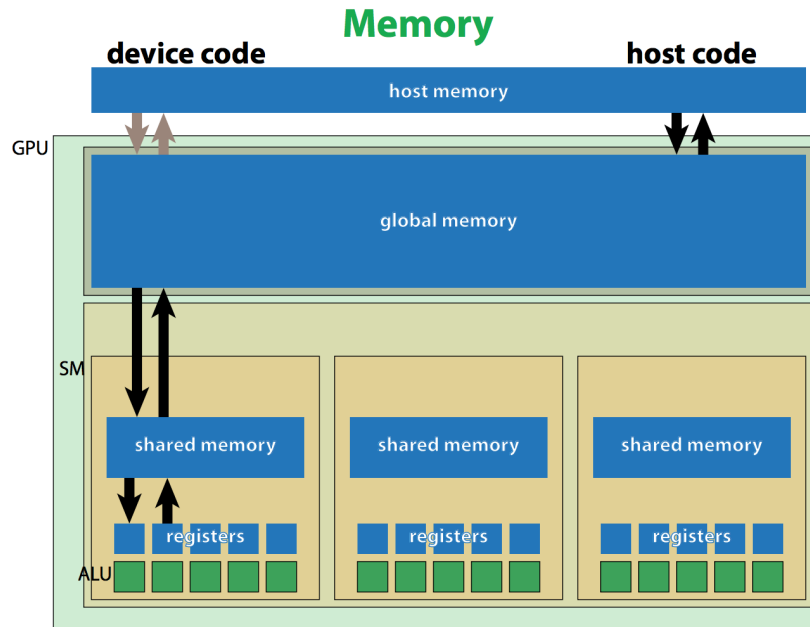 Memory
device code
host code
host memory
GPU
global memory
SM
shared memory
shared memory
shared memory
registers
registers
registers
ALU